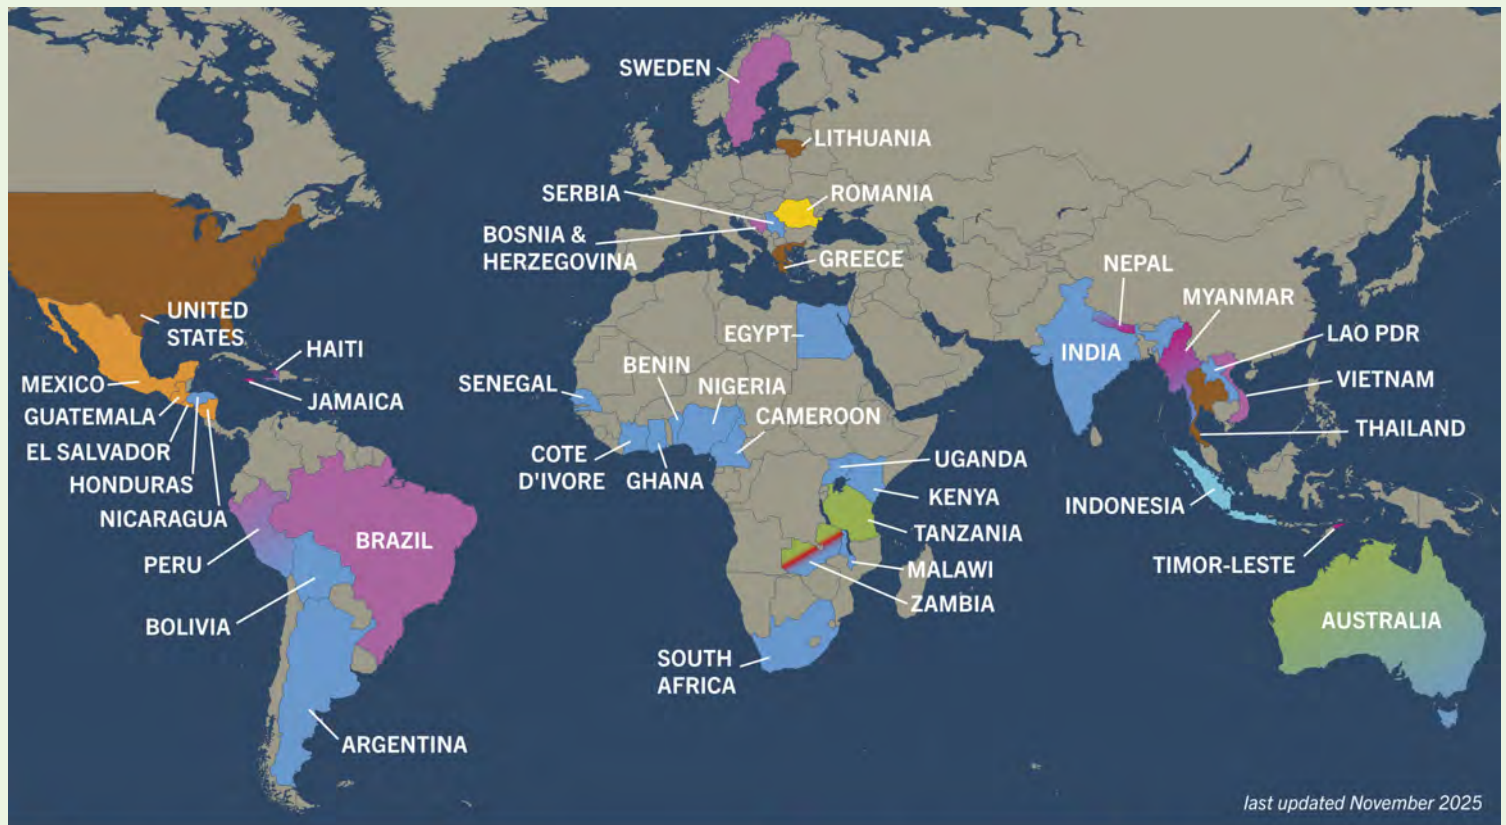 SWEDEN
LITHUANIA
SERBIA
ROMANIA
BOSNIA &
HERZEGOVINA
GREECE
NEPAL
MYANMAR
UNITED
STATES
HAITI
EGYPT
INDIA
LAO PDR
MEXICO
JAMAICA
SENEGAL
BENIN
NIGERIA
VIETNAM
GUATEMALA
CAMEROON
THAILAND
EL SALVADOR
COTE
D'IVORE
GHANA
UGANDA
HONDURAS
KENYA
INDONESIA
NICARAGUA
BRAZIL
TANZANIA
PERU
MALAWI
TIMOR-LESTE
ZAMBIA
BOLIVIA
AUSTRALIA
SOUTH
AFRICA
ARGENTINA
last updated November 2025